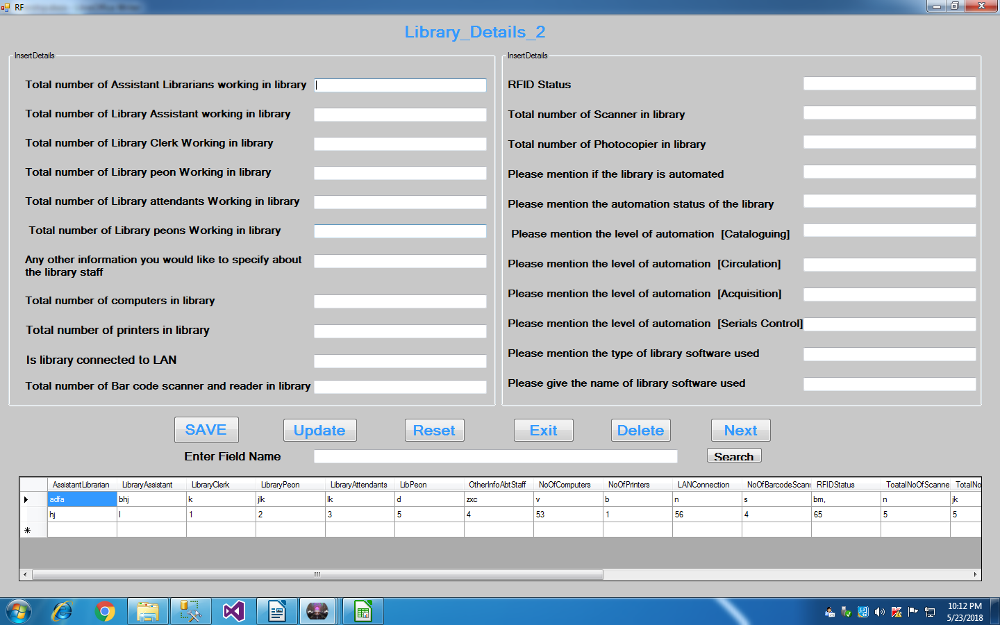 RF
Library_Details_2
InsertDetails
Total number of Assistant Librarians working in library
Total number of Library Assistant working in library
Total number of Library Clerk Working in library
Total number of Library peon Working in library
Total number of Library attendants Working in library
Total number of Library peons Working in library
Any other information you would like to specify about
the library staff
Total number of computers in library
Total number of printers in library
Is library connected to LAN
Total number of Bar code scanner and reader in library
InsertDetails
RFID Status
Total number of Scanner in library
Total number of Photocopier in library
Please mention if the library is automated
Please mention the automation status of the library
Please mention the level of automation [Cataloguing]
Please mention the level of automation [Circulation]
Please mention the level of automation [Acquisition]
Please mention the level of automation [Serials Control]
Please mention the type of library software used
Please give the name of library software used
SAVE Update Reset Exit Delete Next
Enter Field Name Search
AssistantLibrarian LibraryAssistant LibraryClerk LibraryPeon LibraryAttendants LibPeon OtherInfoAbtStaff NoOfComputers NoOfPrinters LANConnection NoOfBarcodeScann RFIDStatus ToatalNoOfScanne TotalNo
adfa bhj k jlk lk d zxc v b n s bm, n jk
hj l 1 2 3 5 4 53 1 56 4 65 5 5
10:12 PM
5/23/2018